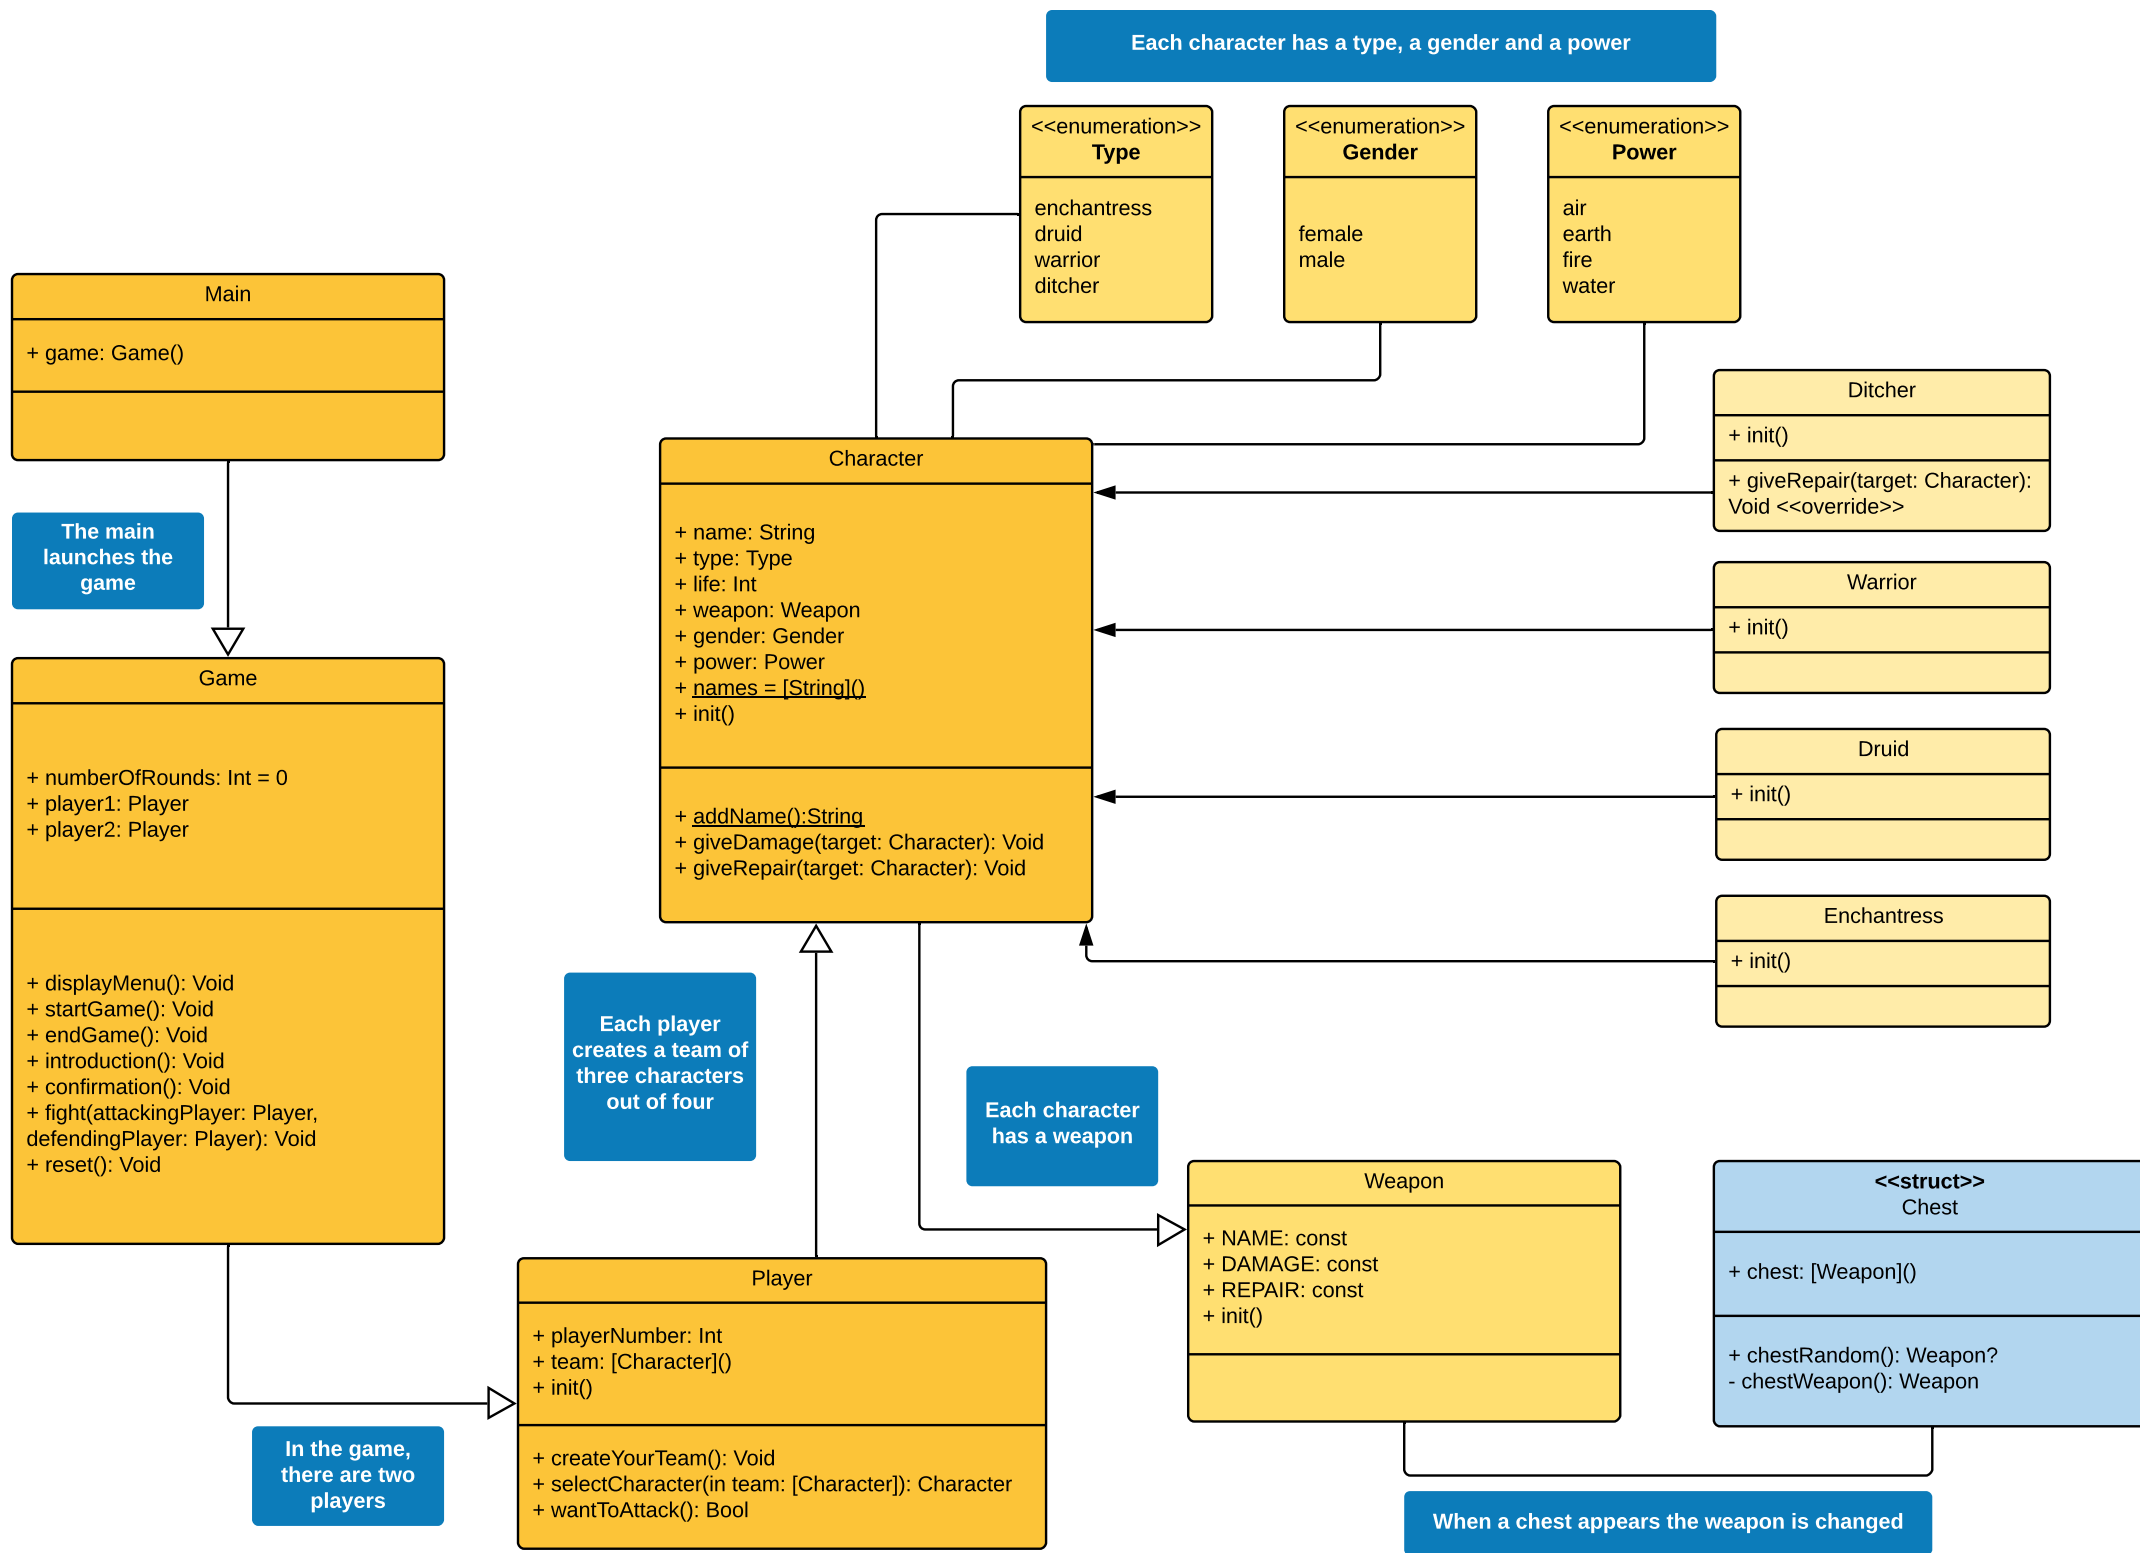 Each character has a type, a gender and a power
<<enumeration>>
Type
enchantress
druid
warrior
ditcher
<<enumeration>>
Gender
female
male
<<enumeration>>
Power
air
earth
fire
water
Main
+ game: Game()
The main
launches the
game
Game
+ numberOfRounds: Int = 0
+ player1: Player
+ player2: Player
+ displayMenu(): Void
+ startGame(): Void
+ endGame(): Void
+ introduction(): Void
+ confirmation(): Void
+ fight(attackingPlayer: Player,
defendingPlayer: Player): Void
+ reset(): Void
In the game,
there are two
players
Character
+ name: String
+ type: Type
+ life: Int
+ weapon: Weapon
+ gender: Gender
+ power: Power
+ names = [String]()
+ init()
+ addName():String
+ giveDamage(target: Character): Void
+ giveRepair(target: Character): Void
Ditcher
+ init()
+ giveRepair(target: Character):
Void <<override>>
Warrior
+ init()
Druid
+ init()
Enchantress
+ init()
Each player
creates a team of
three characters
out of four
Each character
has a weapon
Player
+ playerNumber: Int
+ team: [Character]()
+ init()
+ createYourTeam(): Void
+ selectCharacter(in team: [Character]): Character
+ wantToAttack(): Bool
Weapon
+ NAME: const
+ DAMAGE: const
+ REPAIR: const
+ init()
<<struct>>
Chest
+ chest: [Weapon]()
+ chestRandom(): Weapon?
- chestWeapon(): Weapon
When a chest appears the weapon is changed